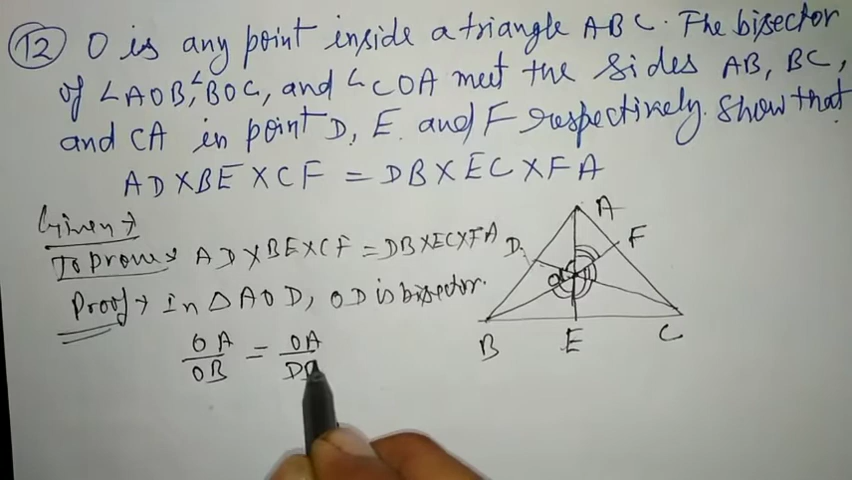 12 O is any point inside a triangle ABC. The bisector
of ∠AOB, ∠BOC, and ∠COA meet the sides AB, BC,
and CA in point D, E and F respectively. Show that
AD×BE×CF = DB×EC×FA
Given →
To prove → AD×BE×CF = DB×EC×FA
Proof → In △AOD, OD is bisector.
OA/OB = OA/DB
A
F
D
O
B
E
C